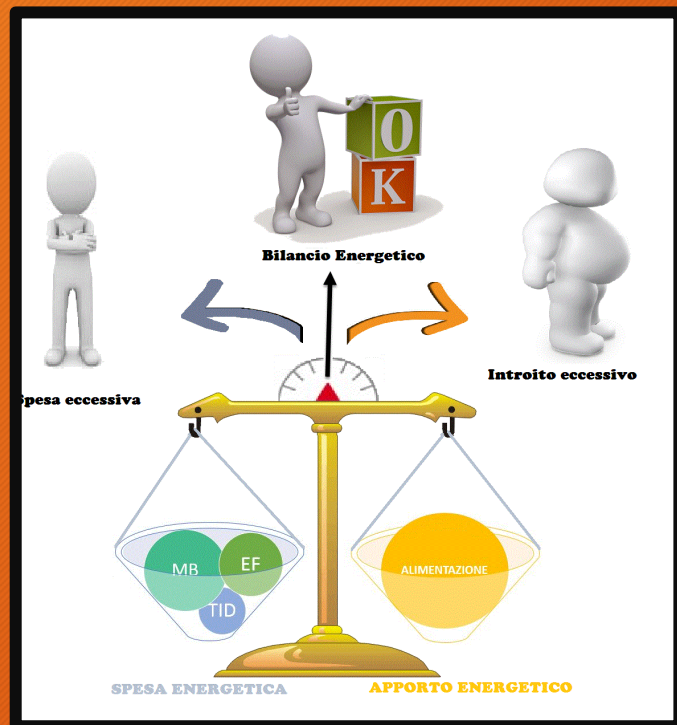 O
K
Bilancio Energetico
Introito eccessivo
Spesa eccessiva
MB
EF
TID
ALIMENTAZIONE
SPESA ENERGETICA
APPORTO ENERGETICO